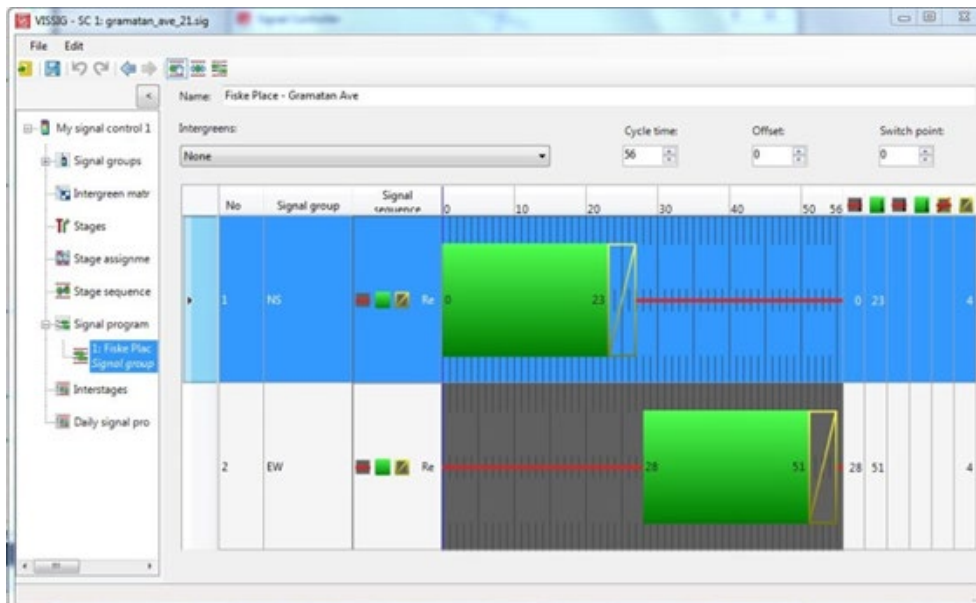 VISSIG - SC 1: gramatan_ave_21.sig
Signal Controller
File Edit
Name: Fiske Place - Gramatan Ave
My signal control 1
Signal groups
Intergreen matr
Stages
Stage assignme
Stage sequence
Signal program
1: Fiske Plac
Signal group
Interstages
Daily signal pro
Intergreens:
None
Cycle time:
56
Offset:
0
Switch point:
0
No Signal group Signal sequence 0 10 20 30 40 50 56
1 NS Re 0 23 0 23 4
2 EW Re 28 51 28 51 4